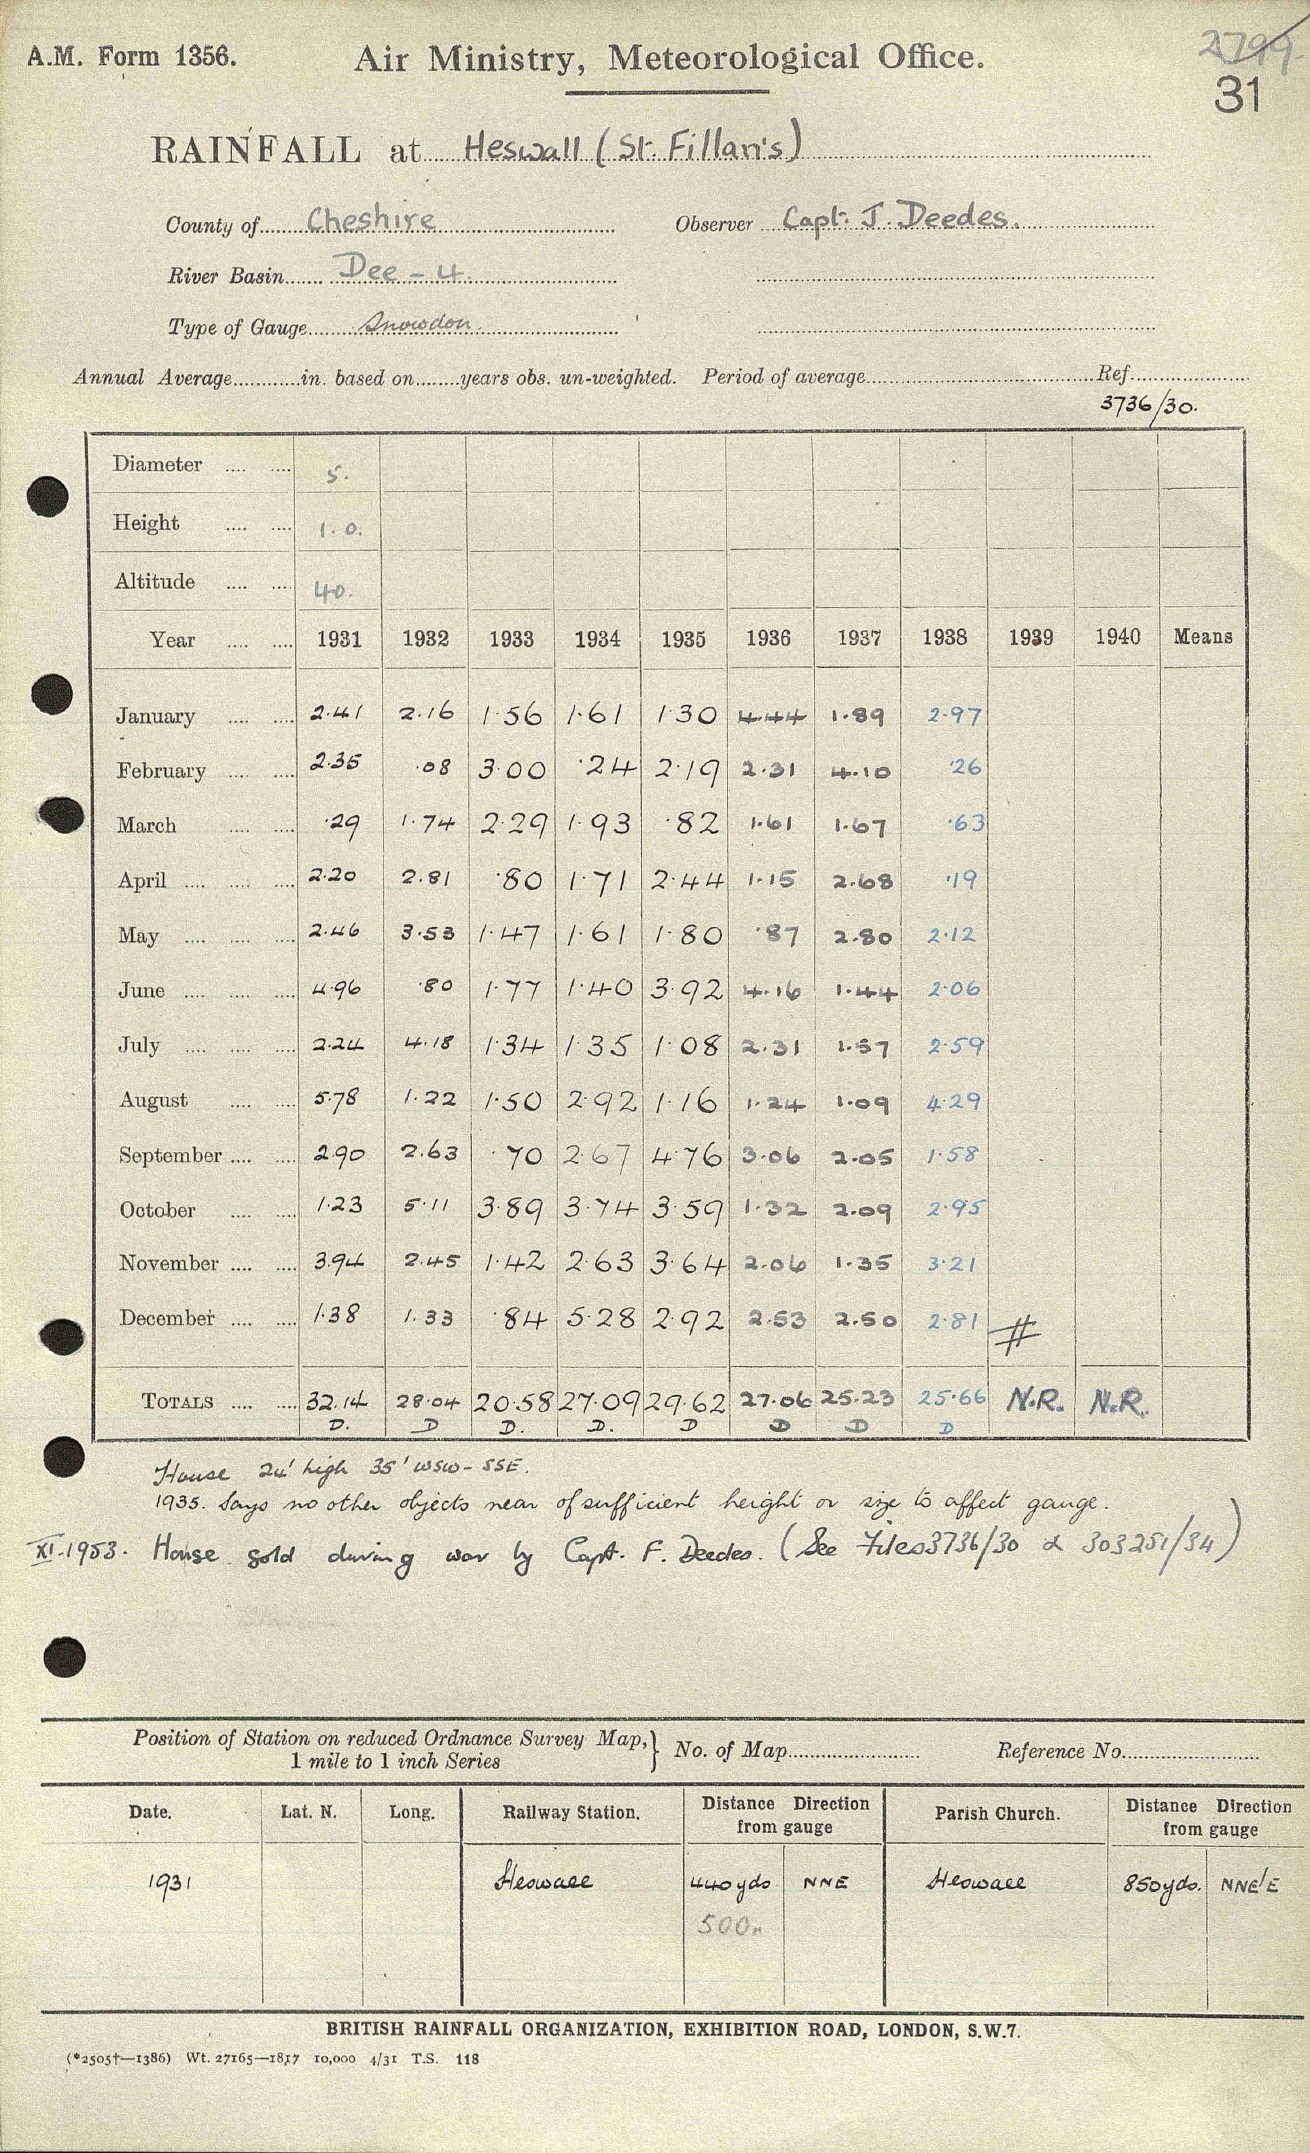 A.M. Form 1356.
Air Ministry, Meteorological Office.
2799.
31
RAINFALL at Heswall (St. Fillan's)
County of Cheshire Observer Capt. J. Deedes.
River Basin Dee - 4.
Type of Gauge Snowdon.
Annual Average in. based on years obs. un-weighted. Period of average Ref.
3736/30.
Diameter 5.
Height 1.0.
Altitude 40.
Year 1931 1932 1933 1934 1935 1936 1937 1938 1939 1940 Means
January 2.41 2.16 1.56 1.61 1.30 4.44 1.89 2.97
February 2.35 .08 3.00 .24 2.19 2.31 4.10 .26
March .29 1.74 2.29 1.93 .82 1.61 1.67 .63
April 2.20 2.81 .80 1.71 2.44 1.15 2.68 .19
May 2.46 3.53 1.47 1.61 1.80 .87 2.80 2.12
June 4.96 .80 1.77 1.40 3.92 4.16 1.44 2.06
July 2.24 4.18 1.34 1.35 1.08 2.31 1.57 2.59
August 5.78 1.22 1.50 2.92 1.16 1.24 1.09 4.29
September 2.90 2.63 .70 2.67 4.76 3.06 2.05 1.58
October 1.23 5.11 3.89 3.74 3.59 1.32 2.09 2.95
November 3.94 2.45 1.42 2.63 3.64 2.06 1.35 3.21
December 1.38 1.33 .84 5.28 2.92 2.53 2.50 2.81 #
TOTALS 32.14 28.04 20.58 27.09 29.62 27.06 25.23 25.66 N.R. N.R.
D. D D. D. D D D D
House 24' high 35' WSW-SSE.
1935. Says no other objects near of sufficient height or size to affect gauge.
XI.1953. House sold during war by Capt. F. Deedes. (See Files 3736/30 & 303251/34)
Position of Station on reduced Ordnance Survey Map, } No. of Map Reference No.
1 mile to 1 inch Series
Date. Lat. N. Long. Railway Station. Distance Direction from gauge Parish Church. Distance Direction from gauge
1931 Heswall 440yds NNE Heswall 850yds. NNE'E
500
BRITISH RAINFALL ORGANIZATION, EXHIBITION ROAD, LONDON, S.W.7.
(*2505†—1386) Wt. 27165—1817 10,000 4/31 T.S. 118